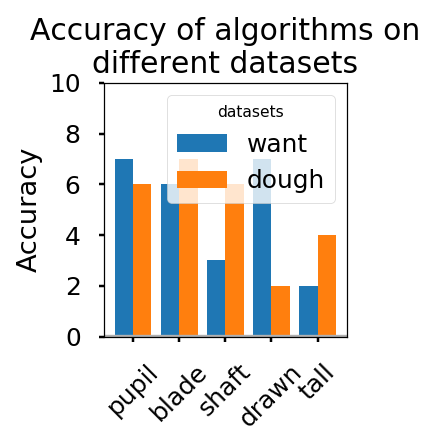 Accuracy of algorithms on
different datasets
10
8
6
4
2
0
Accuracy
datasets
want
dough
pupil
blade
shaft
drawn
tall